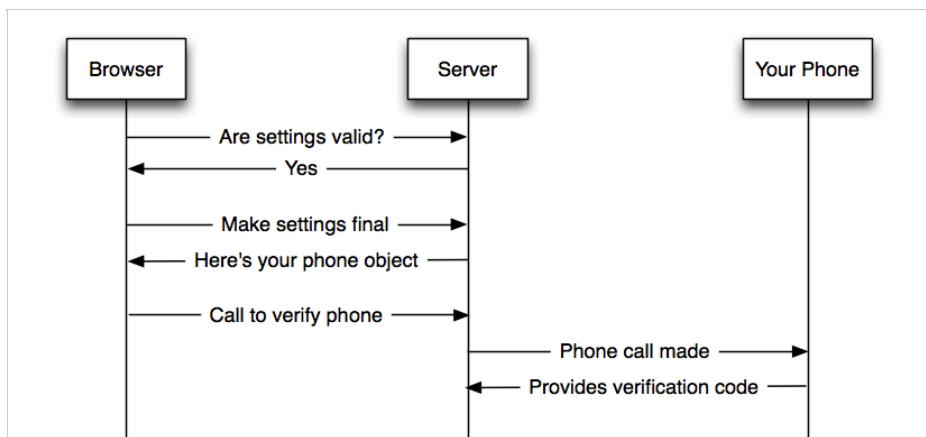 Browser
Server
Your Phone
Are settings valid?
Yes
Make settings final
Here's your phone object
Call to verify phone
Phone call made
Provides verification code